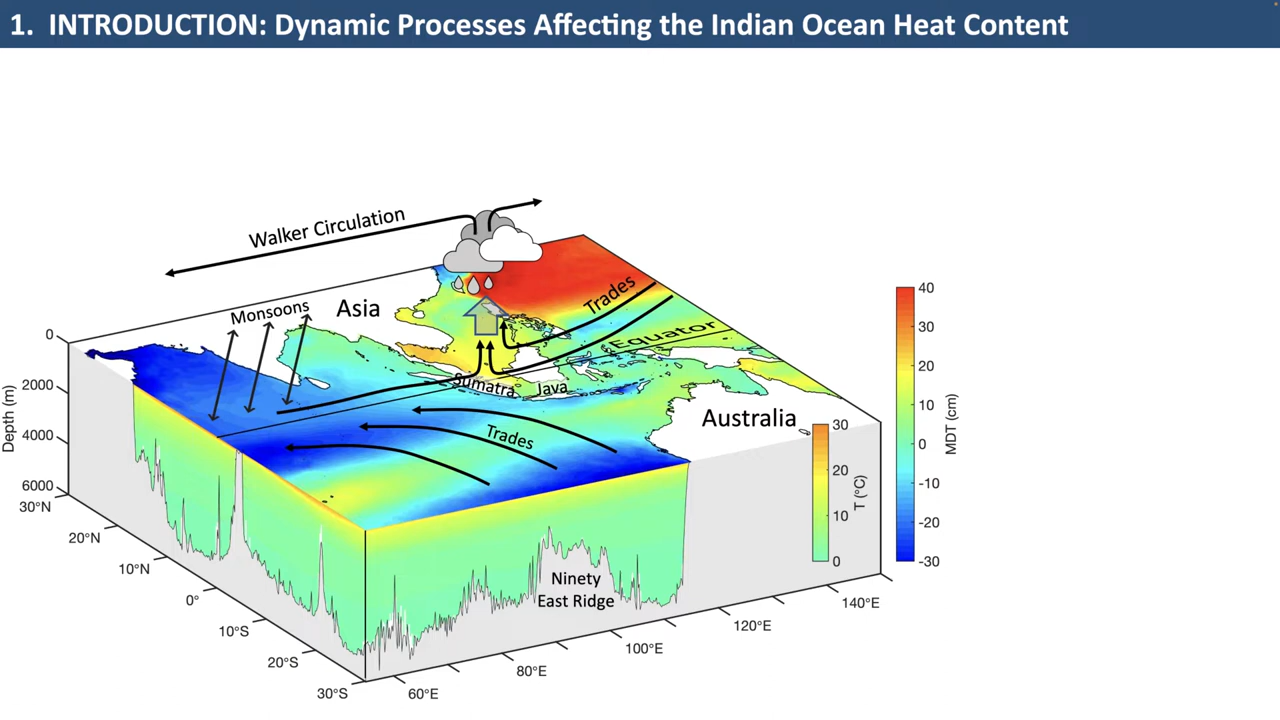 1. INTRODUCTION: Dynamic Processes Affecting the Indian Ocean Heat Content
Walker Circulation
Monsoons
Asia
Trades
Equator
Sumatra
Java
Australia
Trades
Ninety
East Ridge
Depth (m)
0
2000
4000
6000
30°N
20°N
10°N
0°
10°S
20°S
30°S
60°E
80°E
100°E
120°E
140°E
30
20
10
0
T (°C)
40
30
20
10
0
-10
-20
-30
MDT (cm)